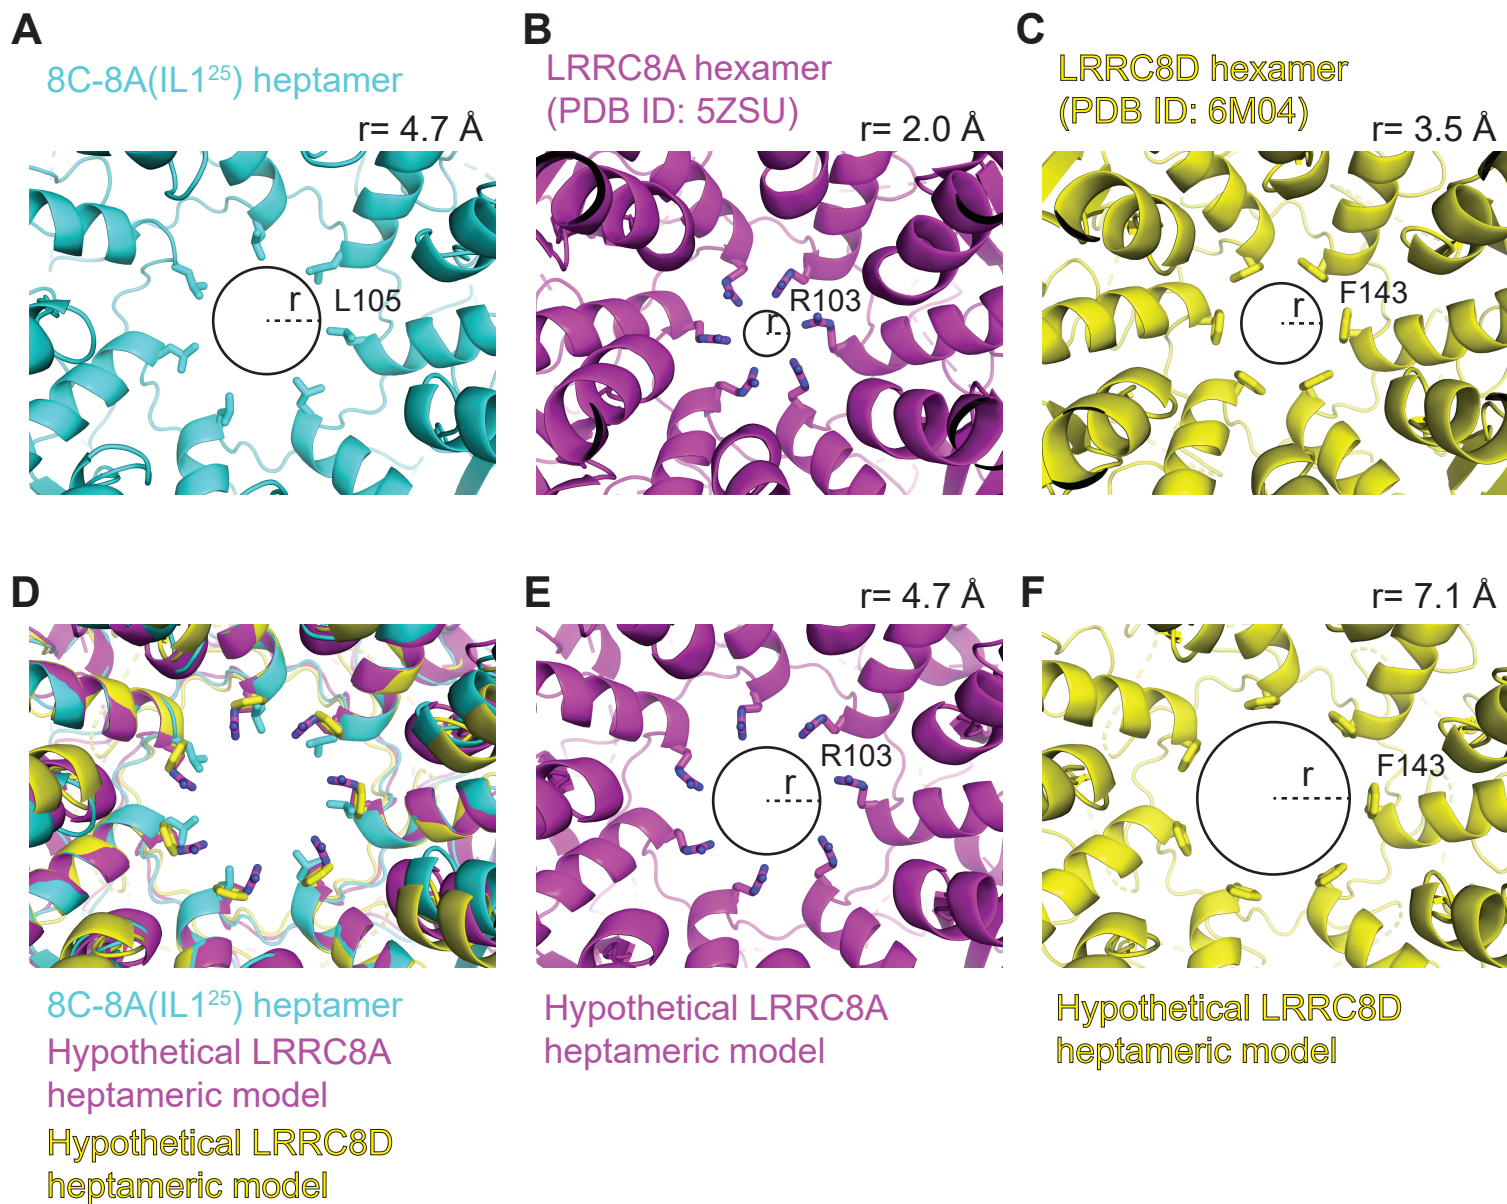 A
8C-8A(IL1²⁵) heptamer
r= 4.7 Å
r
L105
B
LRRC8A hexamer
(PDB ID: 5ZSU)
r= 2.0 Å
r
R103
C
LRRC8D hexamer
(PDB ID: 6M04)
r= 3.5 Å
r
F143
D
8C-8A(IL1²⁵) heptamer
Hypothetical LRRC8A
heptameric model
Hypothetical LRRC8D
heptameric model
E
r= 4.7 Å
r
R103
Hypothetical LRRC8A
heptameric model
F
r= 7.1 Å
r
F143
Hypothetical LRRC8D
heptameric model